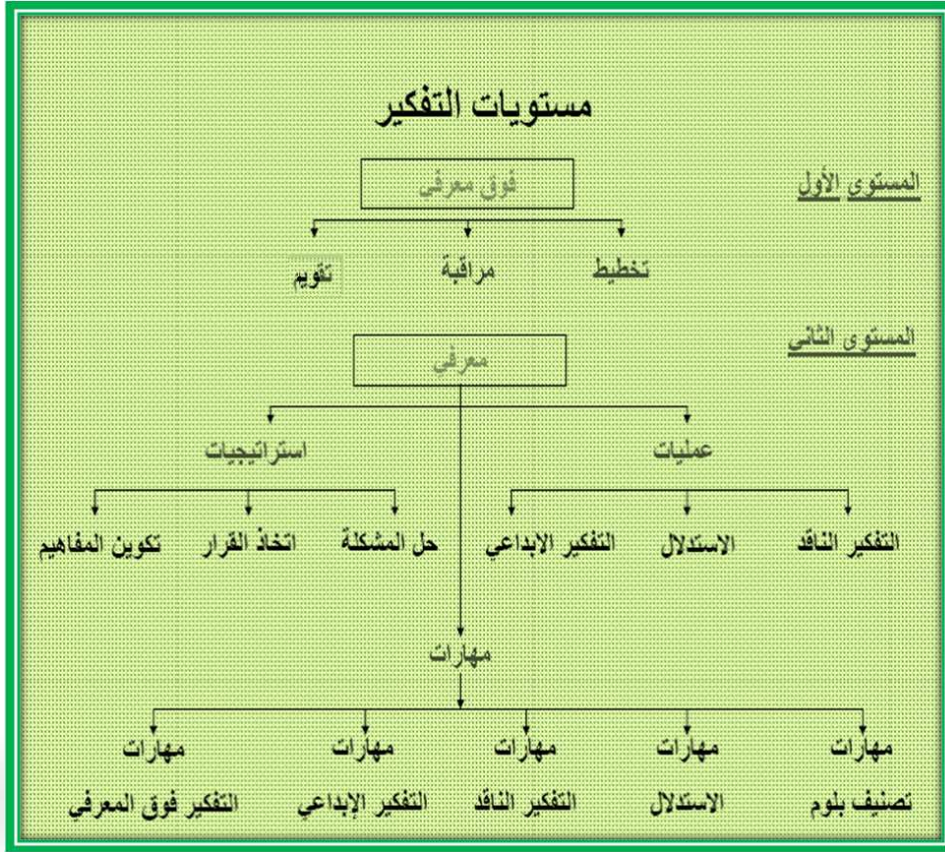 مستويات التفكير
المستوى الأول
فوق معرفي
تخطيط مراقبة تقويم
المستوى الثاني
معرفي
عمليات استراتيجيات
التفكير الناقد الاستدلال التفكير الابداعي حل المشكلة اتخاذ القرار تكوين المفاهيم
مهارات
مهارات مهارات مهارات مهارات مهارات
تصنيف بلوم الاستدلال التفكير الناقد التفكير الإبداعي التفكير فوق المعرفي